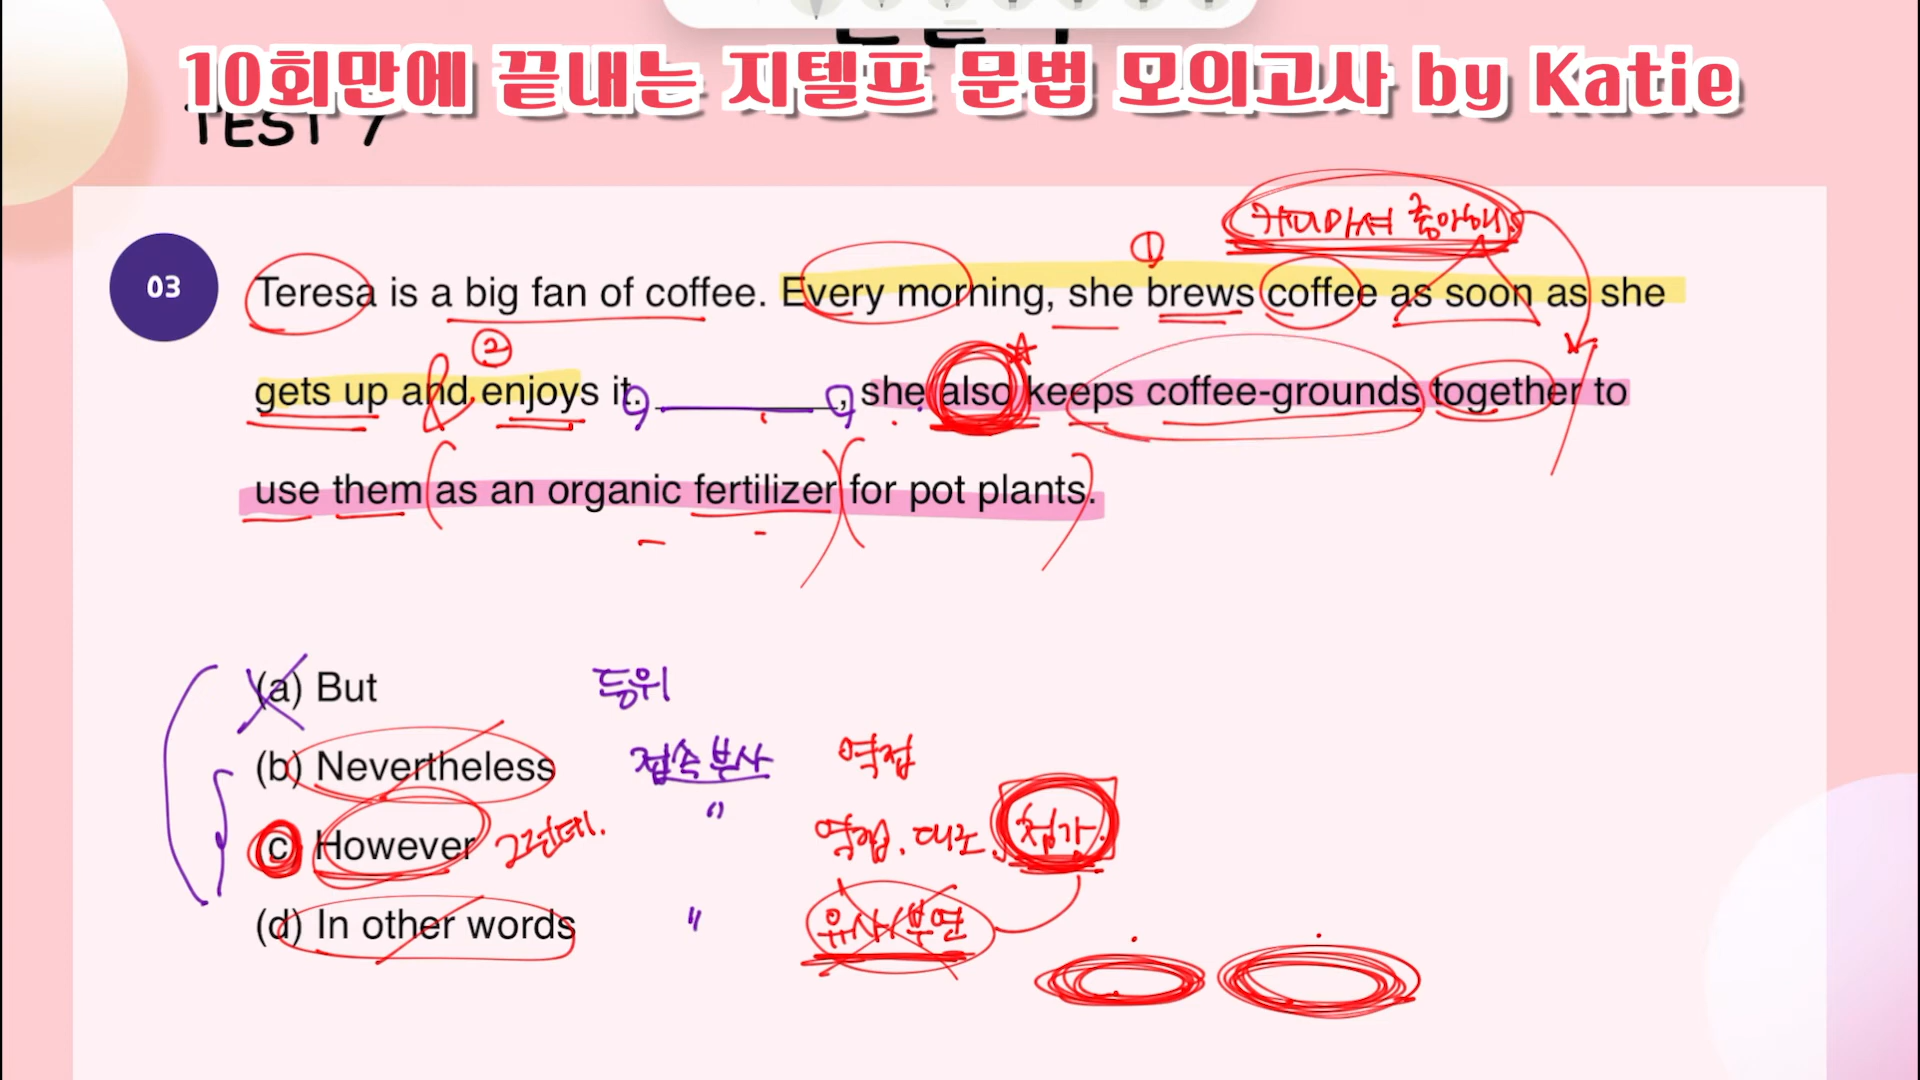 10회만에 끝내는 지텔프 문법 모의고사 by Katie
TEST 7
커피마셔 좋아해.
①
03
Teresa is a big fan of coffee. Every morning, she brews coffee as soon as she
②
gets up and enjoys it. ________, she also keeps coffee-grounds together to
use them as an organic fertilizer for pot plants.
(a) But 등위
(b) Nevertheless 접속부사 역접
(c) However 그런데. " 역접. 대조. 첨가.
(d) In other words " 유사/부연